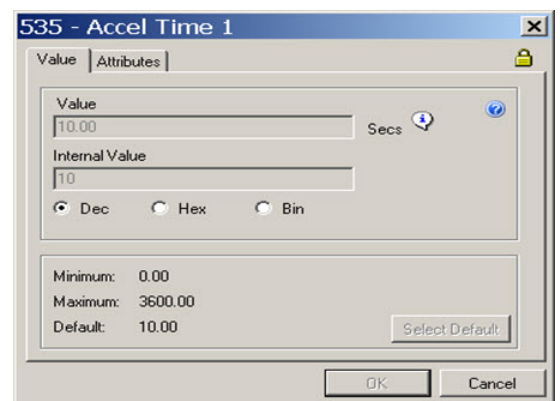 535 - Accel Time 1
Value Attributes
Value
10.00 Secs
Internal Value
10
Dec Hex Bin
Minimum: 0.00
Maximum: 3600.00
Default: 10.00
Select Default
OK Cancel